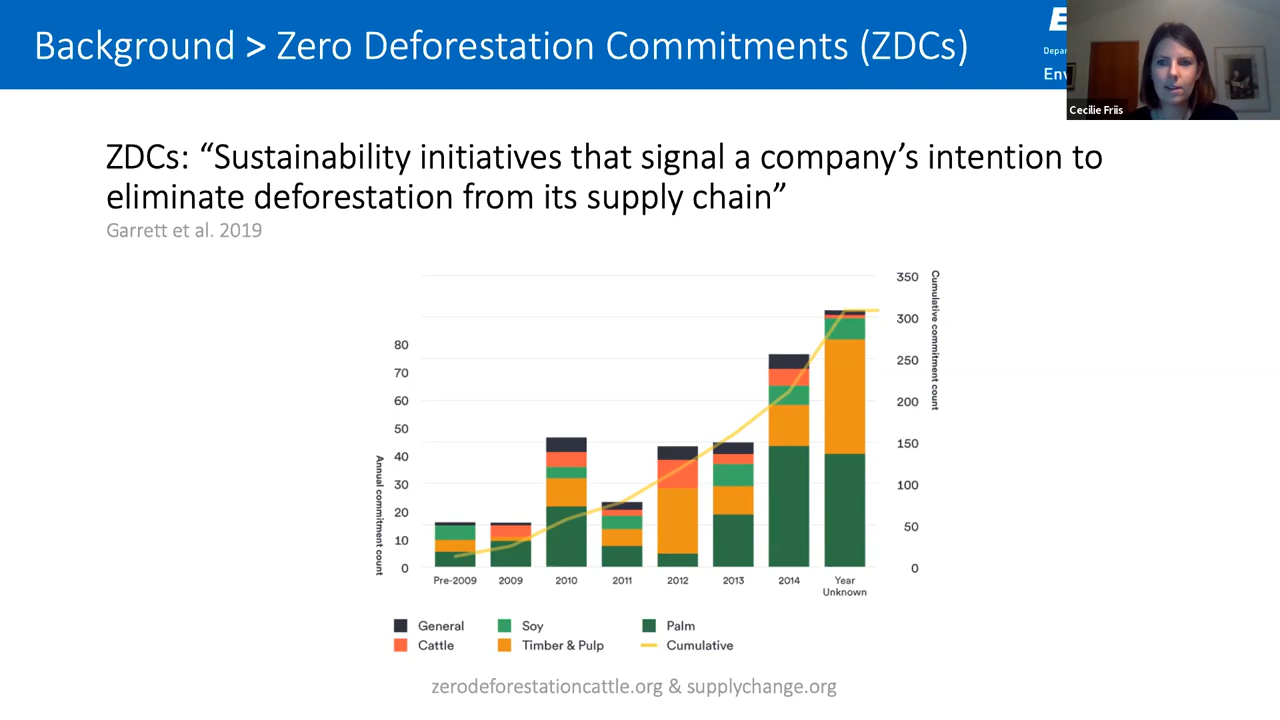 Background > Zero Deforestation Commitments (ZDCs)
Cecilie Friis
ZDCs: “Sustainability initiatives that signal a company’s intention to
eliminate deforestation from its supply chain”
Garrett et al. 2019
Annual commitment count
80
70
60
50
40
30
20
10
0
350
300
250
200
150
100
50
0
Cumulative commitment count
Pre-2009 2009 2010 2011 2012 2013 2014 Year
Unknown
General Soy Palm
Cattle Timber & Pulp Cumulative
zerodeforestationcattle.org & supplychange.org